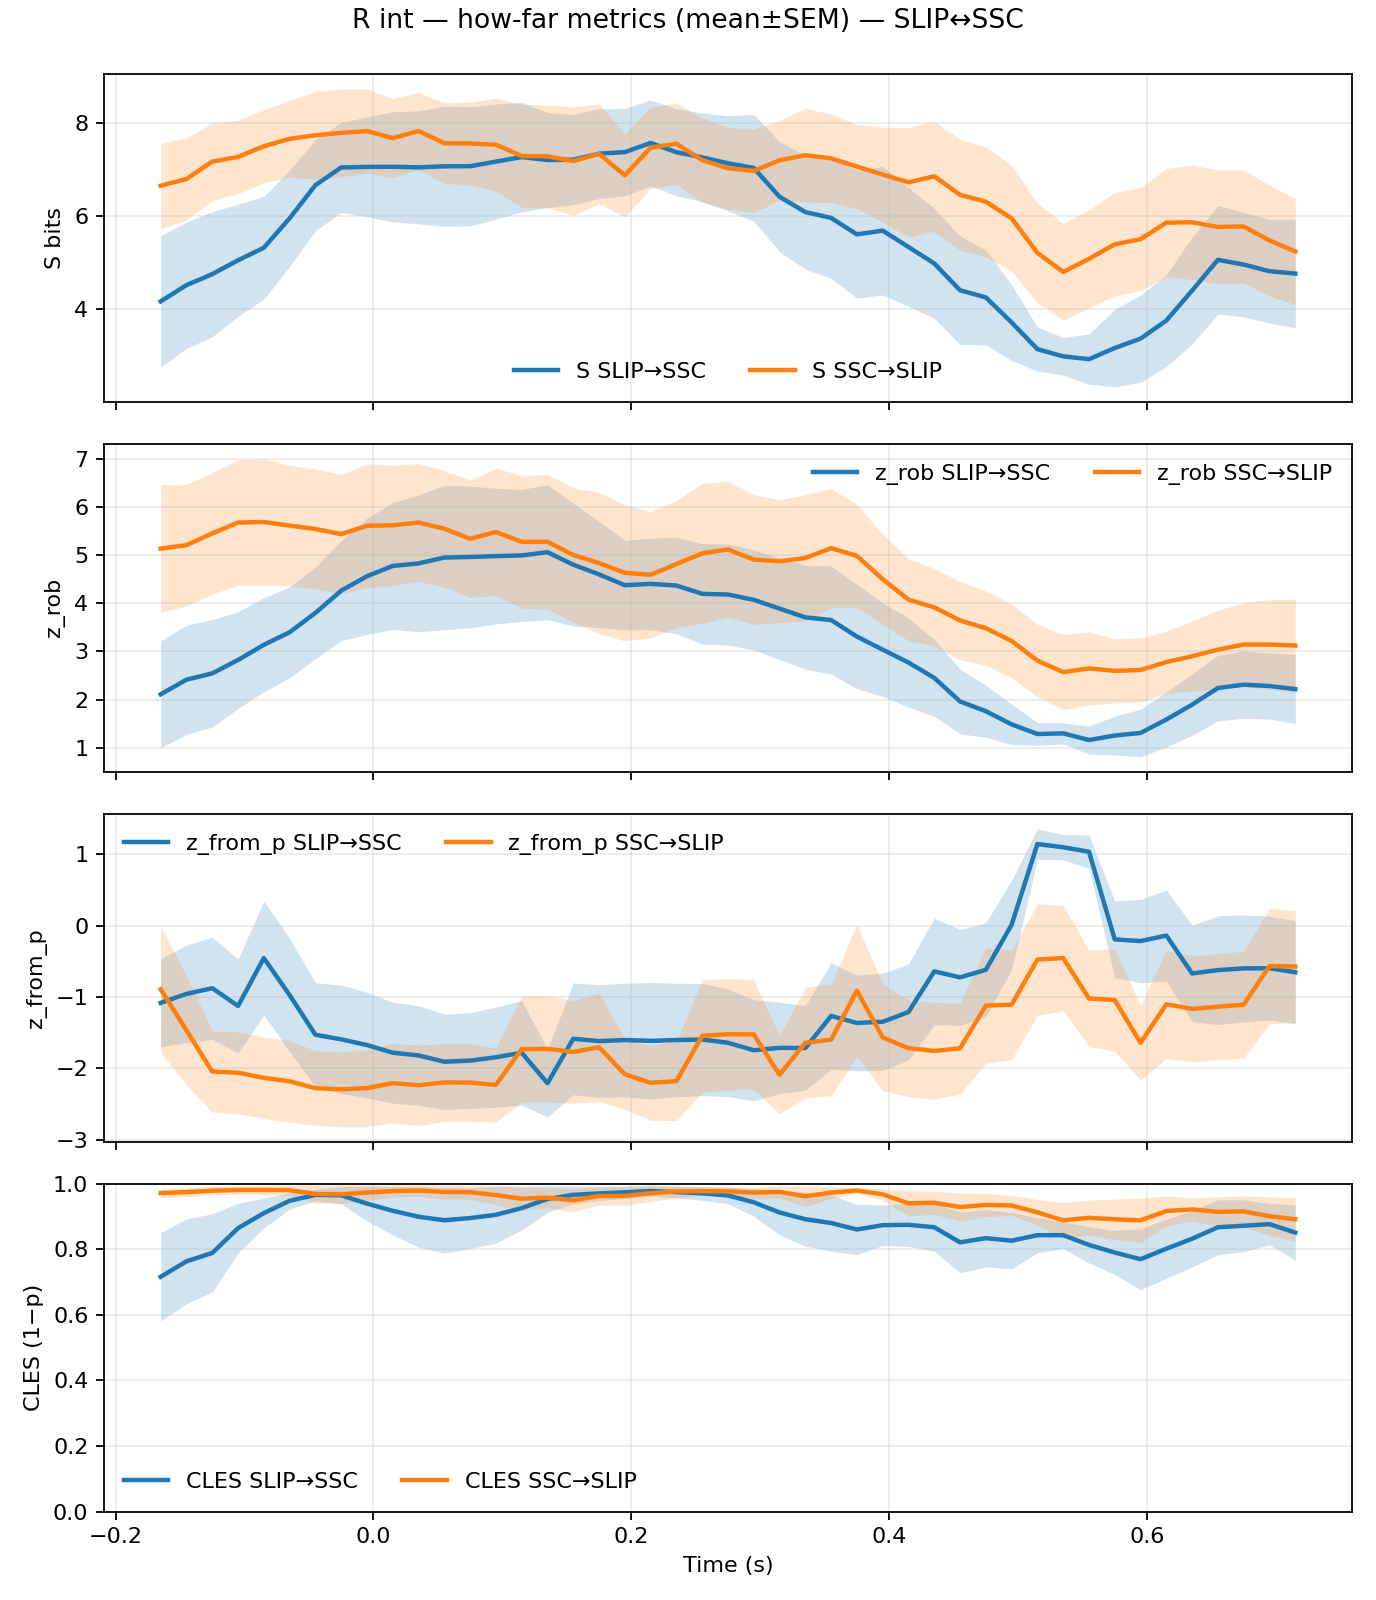 R int — how-far metrics (mean±SEM) — SLIP↔SSC
8
6
4
S bits
S SLIP→SSC
S SSC→SLIP
7
6
5
4
3
2
1
z_rob
z_rob SLIP→SSC
z_rob SSC→SLIP
1
0
−1
−2
−3
z_from_p
z_from_p SLIP→SSC
z_from_p SSC→SLIP
1.0
0.8
0.6
0.4
0.2
0.0
CLES (1−p)
CLES SLIP→SSC
CLES SSC→SLIP
−0.2
0.0
0.2
0.4
0.6
Time (s)